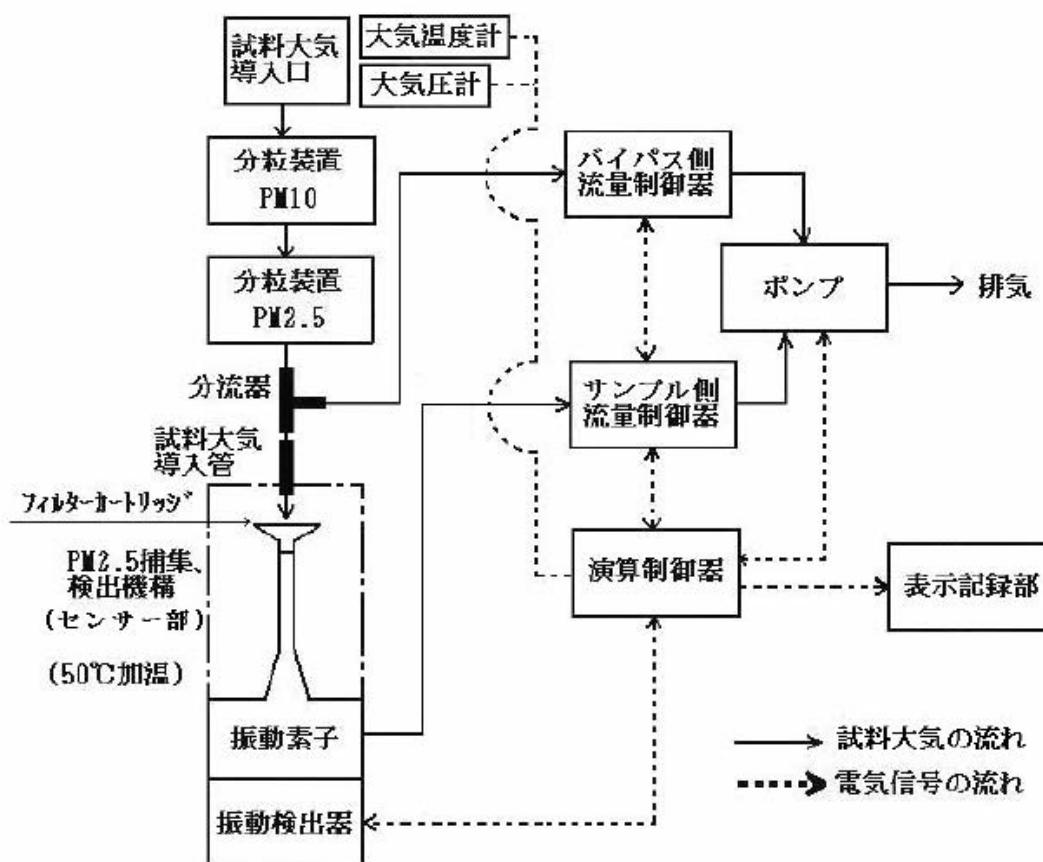 試料大気
導入口
大気温度計
大気圧計
分粒装置
PM10
バイパス側
流量制御器
分粒装置
PM2.5
ポンプ
排気
分流器
サンプル側
流量制御器
試料大気
導入管
フィルターカートリッジ
PM2.5捕集、
検出機構
(センサー部)
(50℃加温)
演算制御器
表示記録部
振動素子
試料大気の流れ
電気信号の流れ
振動検出器